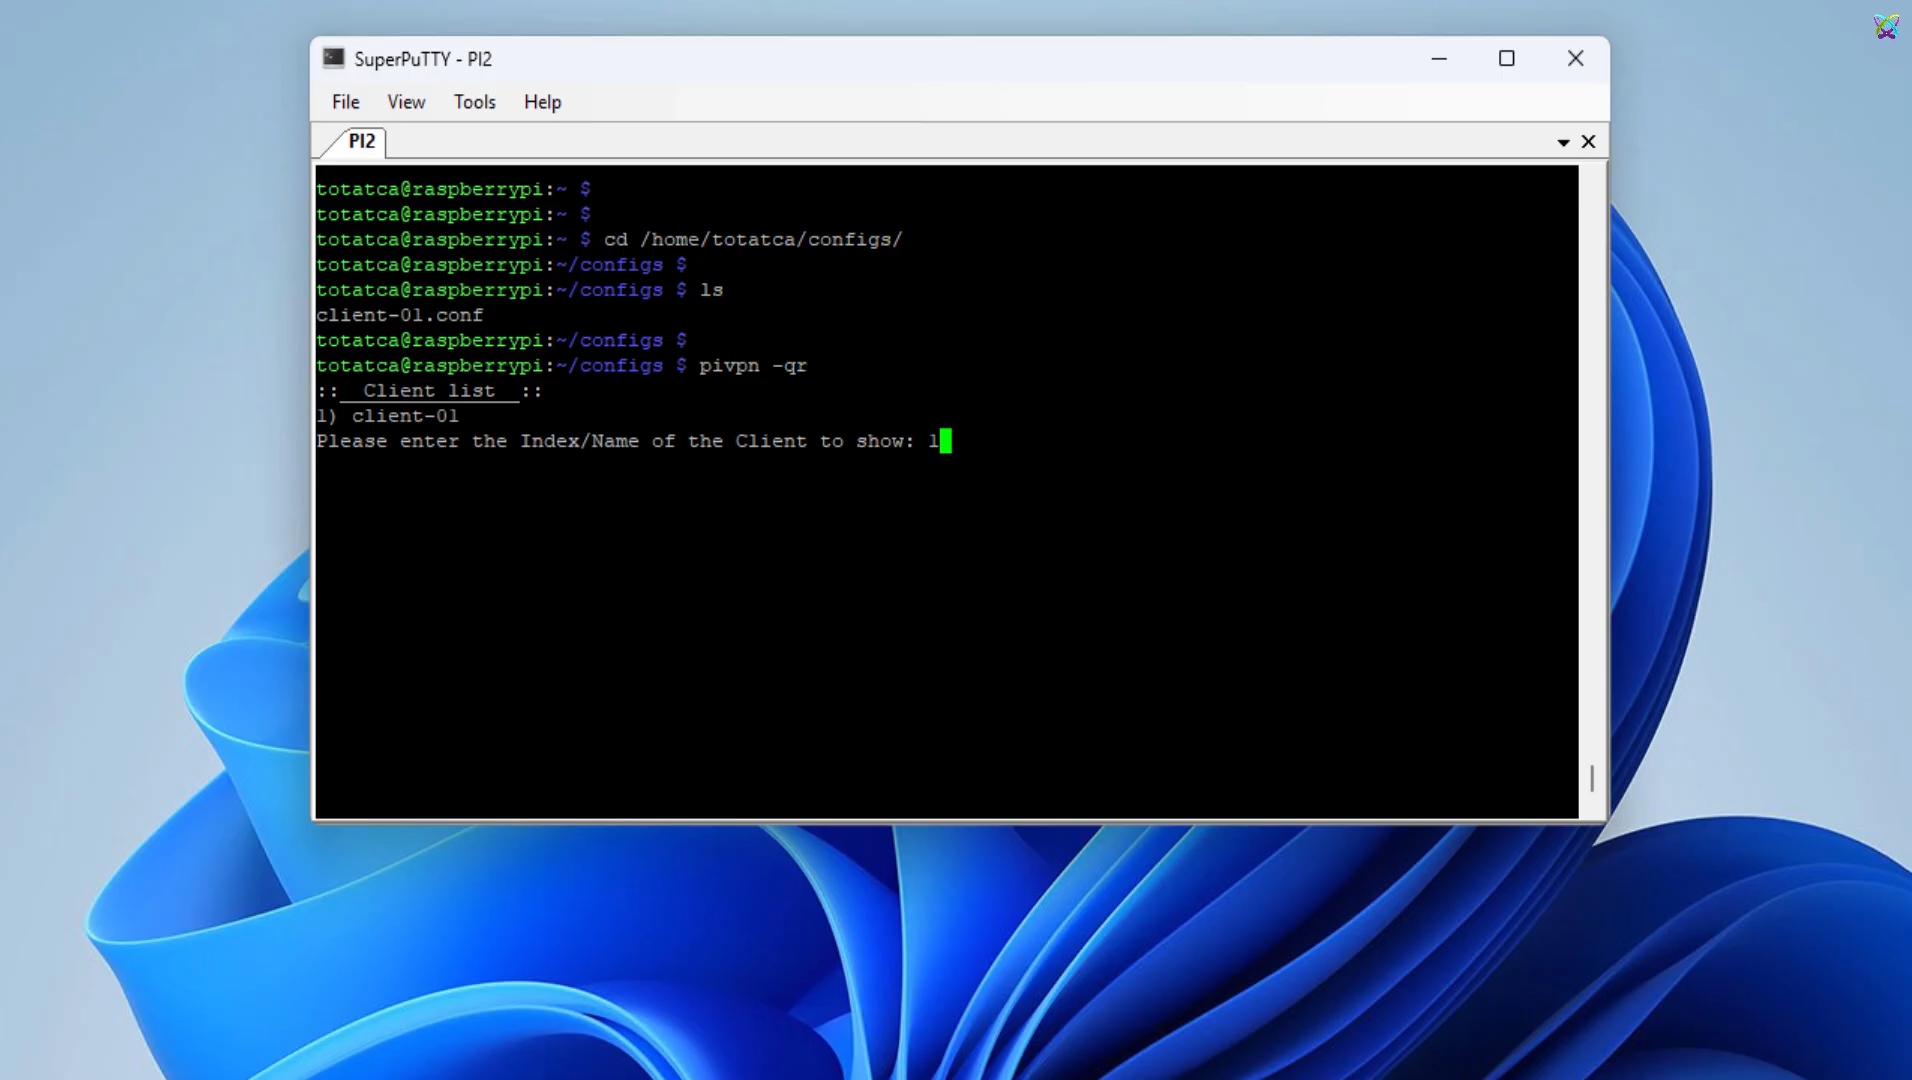 SuperPuTTY - PI2
File View Tools Help
PI2
totatca@raspberrypi:~ $
totatca@raspberrypi:~ $
totatca@raspberrypi:~ $ cd /home/totatca/configs/
totatca@raspberrypi:~/configs $
totatca@raspberrypi:~/configs $ ls
client-01.conf
totatca@raspberrypi:~/configs $
totatca@raspberrypi:~/configs $ pivpn -qr
::  Client list  ::
1) client-01
Please enter the Index/Name of the Client to show: 1